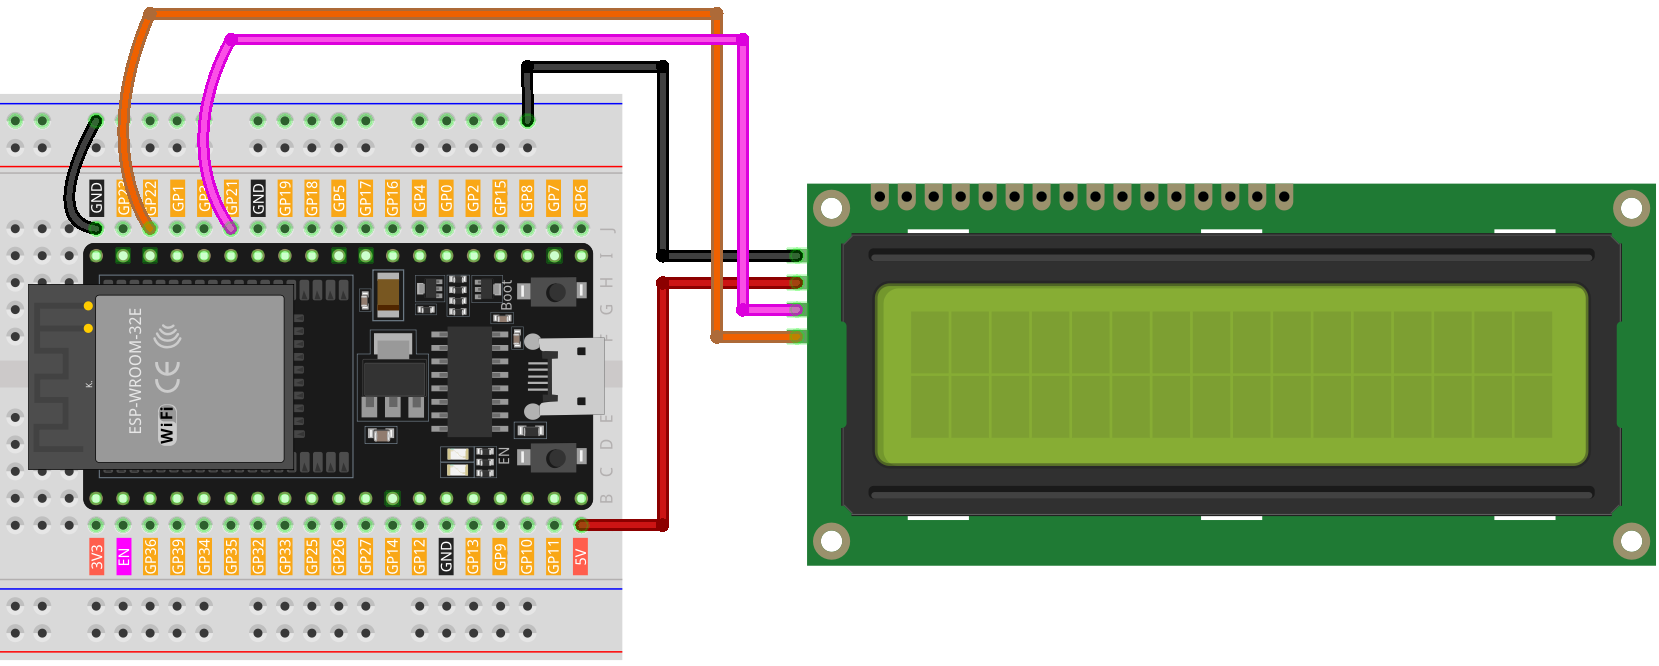 GND
GP23
GP22
GP1
GP21
GND
GP19
GP18
GP5
GP17
GP16
GP4
GP0
GP2
GP15
GP8
GP7
GP6
J
I
H
G
F
E
D
C
B
Boot
ESP-WROOM-32E
CE
WiFi
K.
EN
3V3
EN
GP36
GP39
GP34
GP35
GP32
GP33
GP25
GP26
GP27
GP14
GP12
GND
GP13
GP9
GP10
GP11
5V